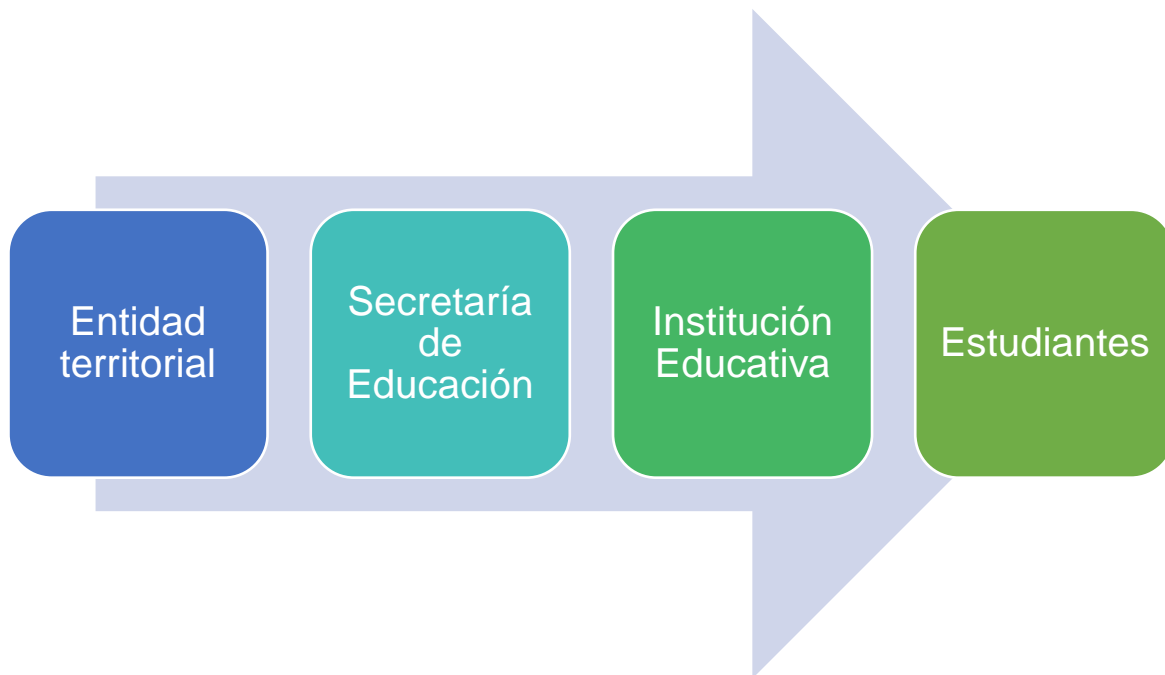 Entidad
territorial
Secretaría
de
Educación
Institución
Educativa
Estudiantes